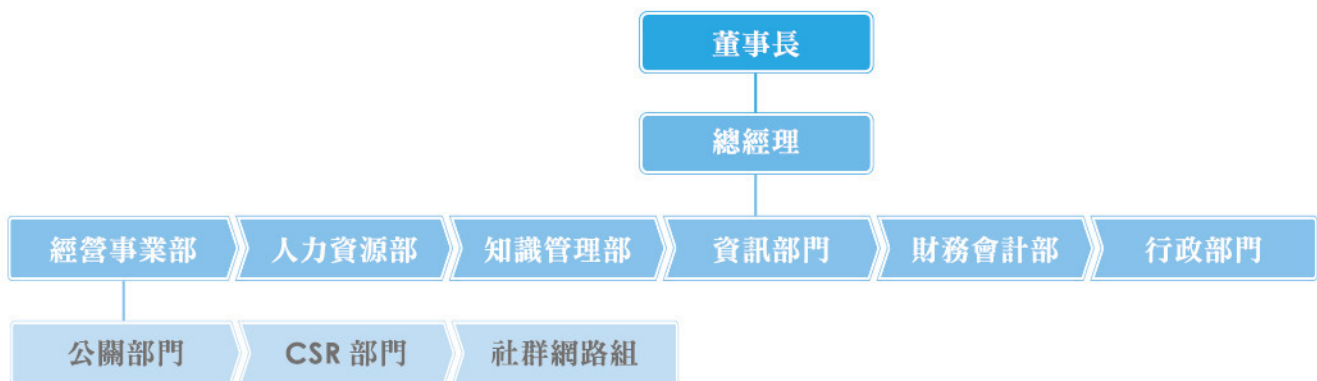 董事長
總經理
經營事業部 人力資源部 知識管理部 資訊部門 財務會計部 行政部門
公關部門 CSR 部門 社群網路組